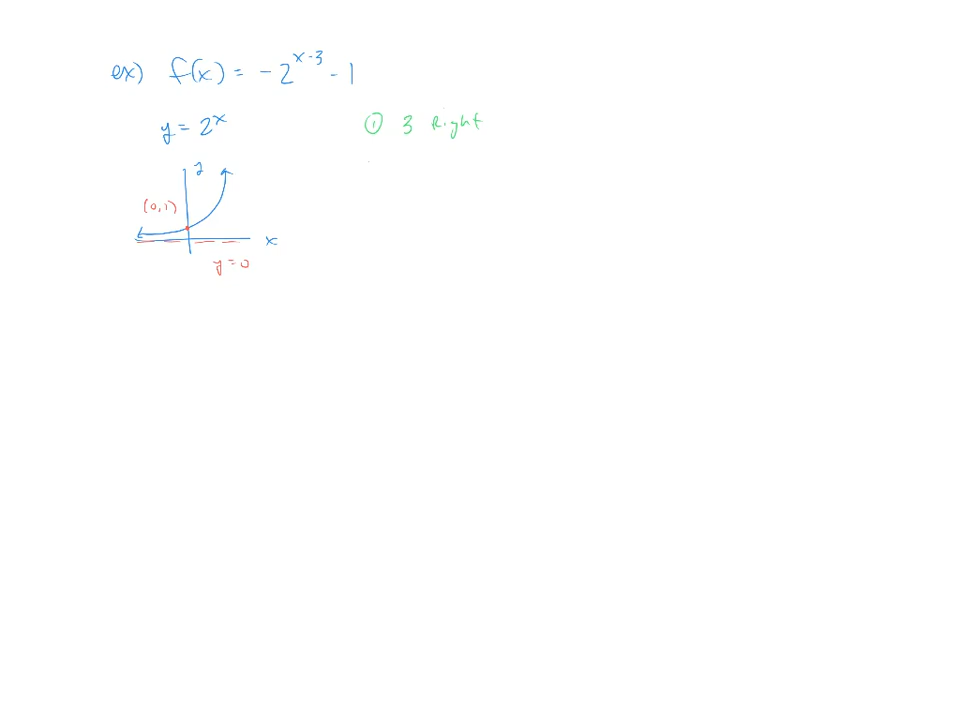 ex) f(x) = -2^{x-3} - 1
y = 2^x
① 3 Right
y
(0,1)
x
y = 0